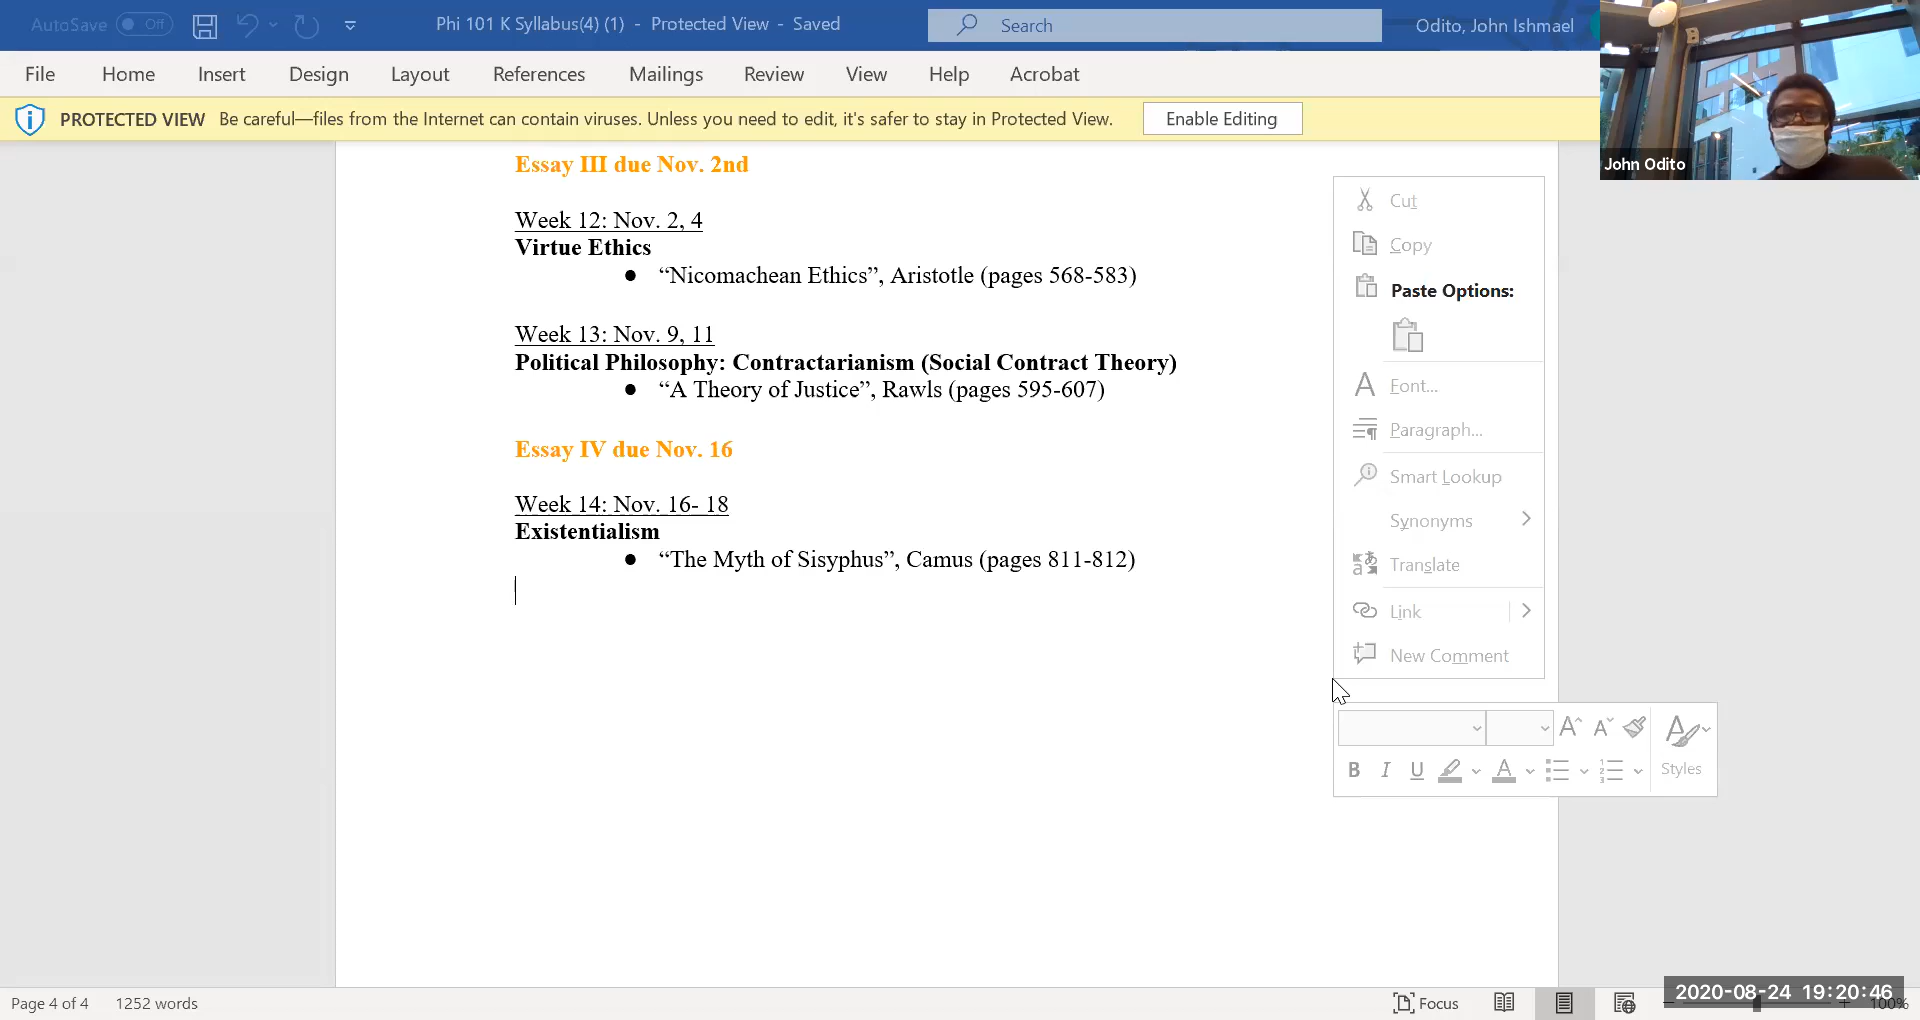 AutoSave Off
Phi 101 K Syllabus(4) (1) - Protected View - Saved
Search
Odito, John Ishmael
File Home Insert Design Layout References Mailings Review View Help Acrobat
PROTECTED VIEW Be careful—files from the Internet can contain viruses. Unless you need to edit, it's safer to stay in Protected View. Enable Editing
John Odito
Essay III due Nov. 2nd
Week 12: Nov. 2, 4
Virtue Ethics
● “Nicomachean Ethics”, Aristotle (pages 568-583)
Week 13: Nov. 9, 11
Political Philosophy: Contractarianism (Social Contract Theory)
● “A Theory of Justice”, Rawls (pages 595-607)
Essay IV due Nov. 16
Week 14: Nov. 16- 18
Existentialism
● “The Myth of Sisyphus”, Camus (pages 811-812)
Cut
Copy
Paste Options:
Font...
Paragraph...
Smart Lookup
Synonyms
Translate
Link
New Comment
B I U
Styles
Page 4 of 4 1252 words
Focus
2020-08-24 19:20:46
100%